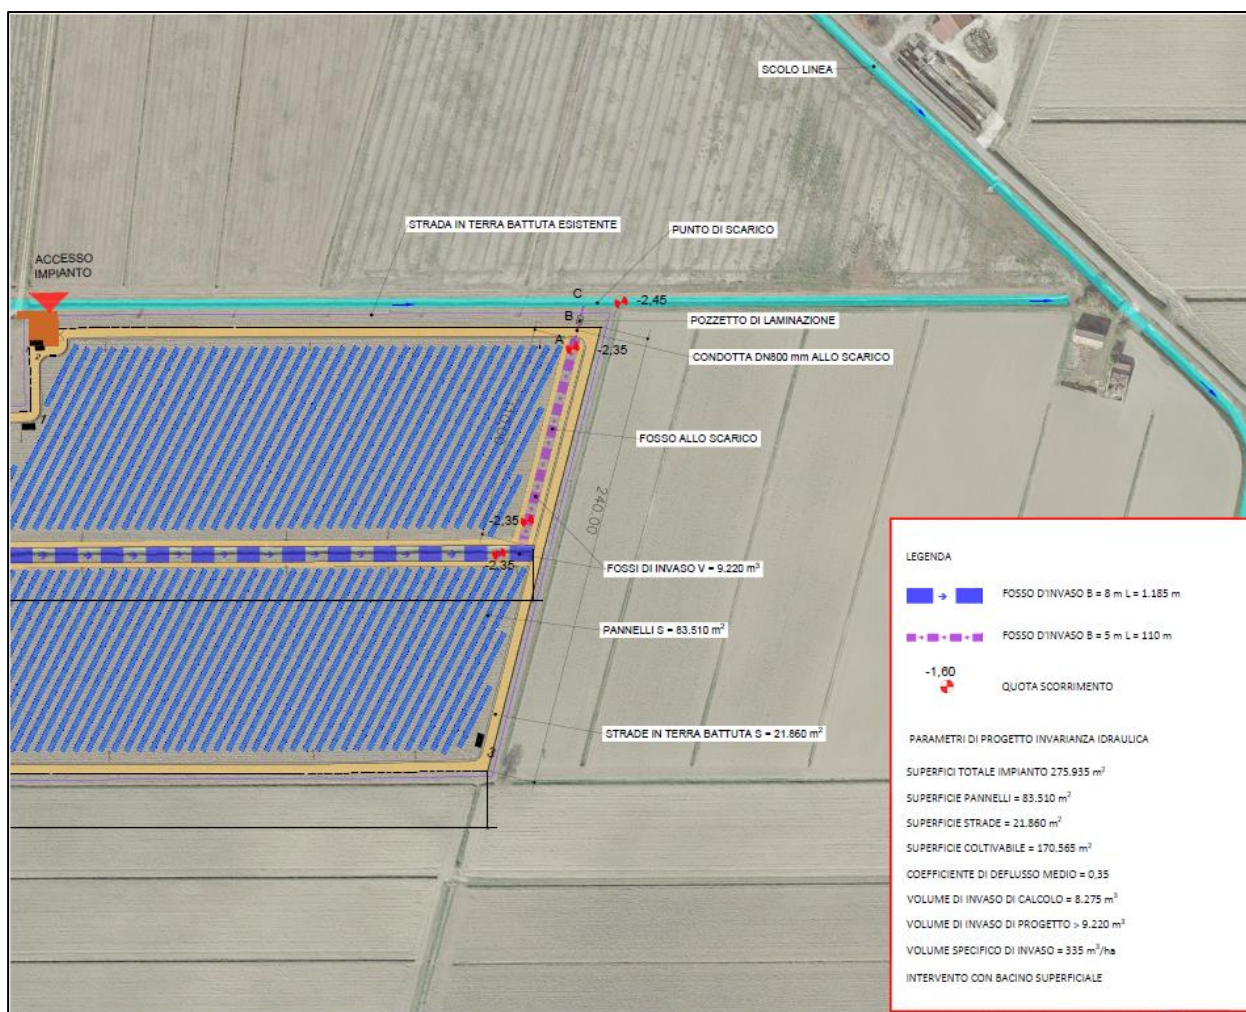 SCOLO LINEA
STRADA IN TERRA BATTUTA ESISTENTE
PUNTO DI SCARICO
ACCESSO
IMPIANTO
C
-2,45
B
POZZETTO DI LAMINAZIONE
A
-2,35
CONDOTTA DN800 mm ALLO SCARICO
2
1
FOSSO ALLO SCARICO
240.00
-2,35
-2,35
FOSSI DI INVASO V = 9.220 m³
PANNELLI S = 83.510 m²
STRADE IN TERRA BATTUTA S = 21.860 m²
3
LEGENDA
FOSSO D'INVASO B = 8 m L = 1.185 m
FOSSO D'INVASO B = 5 m L = 110 m
-1,60
QUOTA SCORRIMENTO
PARAMETRI DI PROGETTO INVARIANZA IDRAULICA
SUPERFICI TOTALE IMPIANTO 275.935 m²
SUPERFICIE PANNELLI = 83.510 m²
SUPERFICIE STRADE = 21.860 m²
SUPERFICIE COLTIVABILE = 170.565 m²
COEFFICIENTE DI DEFLUSSO MEDIO = 0,35
VOLUME DI INVASO DI CALCOLO = 8.275 m³
VOLUME DI INVASO DI PROGETTO > 9.220 m³
VOLUME SPECIFICO DI INVASO = 335 m³/ha
INTERVENTO CON BACINO SUPERFICIALE